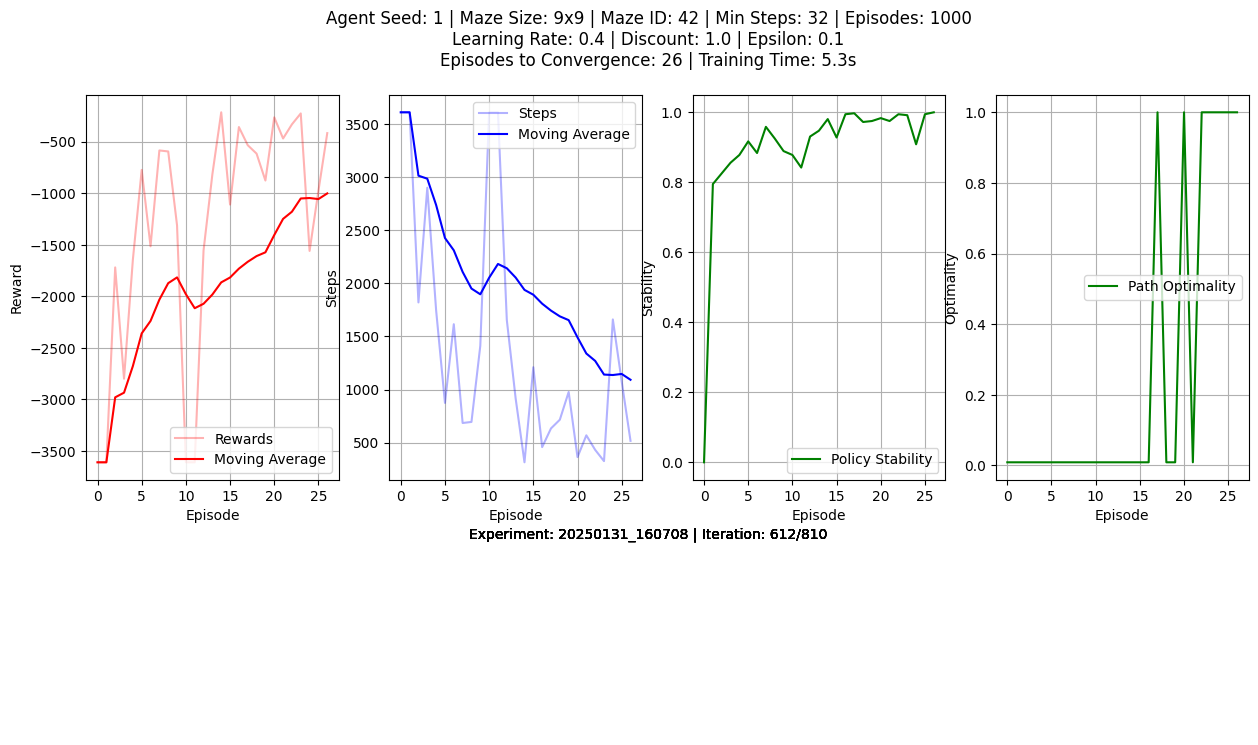 Agent Seed: 1 | Maze Size: 9x9 | Maze ID: 42 | Min Steps: 32 | Episodes: 1000
Learning Rate: 0.4 | Discount: 1.0 | Epsilon: 0.1
Episodes to Convergence: 26 | Training Time: 5.3s
Reward
−500
−1000
−1500
−2000
−2500
−3000
−3500
Rewards
Moving Average
0 5 10 15 20 25
Episode
Steps
3500
3000
2500
2000
1500
1000
500
Steps
Moving Average
0 5 10 15 20 25
Episode
Stability
1.0
0.8
0.6
0.4
0.2
0.0
Policy Stability
0 5 10 15 20 25
Episode
Optimality
1.0
0.8
0.6
0.4
0.2
0.0
Path Optimality
0 5 10 15 20 25
Episode
Experiment: 20250131_160708 | Iteration: 612/810